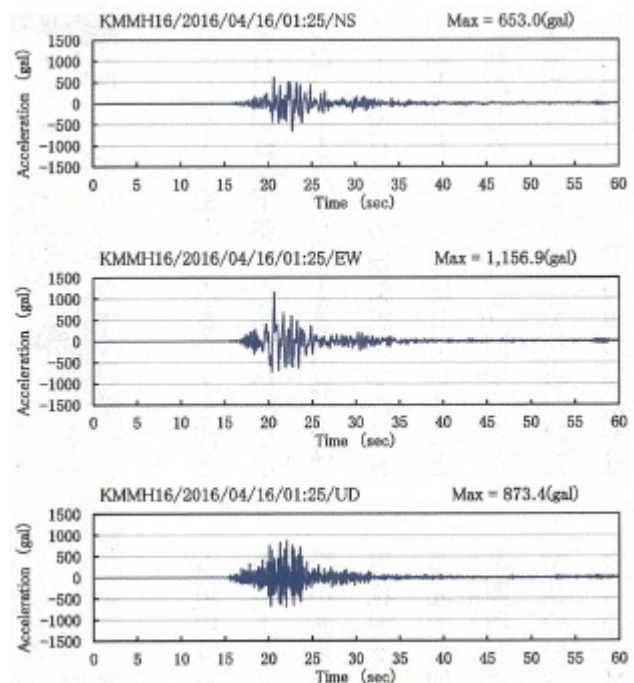 KMMH16/2016/04/16/01:25/NS Max = 653.0(gal)
Acceleration (gal)
1500
1000
500
0
-500
-1000
-1500
0 5 10 15 20 25 30 35 40 45 50 55 60
Time (sec)
KMMH16/2016/04/16/01:25/EW Max = 1,156.9(gal)
Acceleration (gal)
1500
1000
500
0
-500
-1000
-1500
0 5 10 15 20 25 30 35 40 45 50 55 60
Time (sec)
KMMH16/2016/04/16/01:25/UD Max = 873.4(gal)
Acceleration (gal)
1500
1000
500
0
-500
-1000
-1500
0 5 10 15 20 25 30 35 40 45 50 55 60
Time (sec)